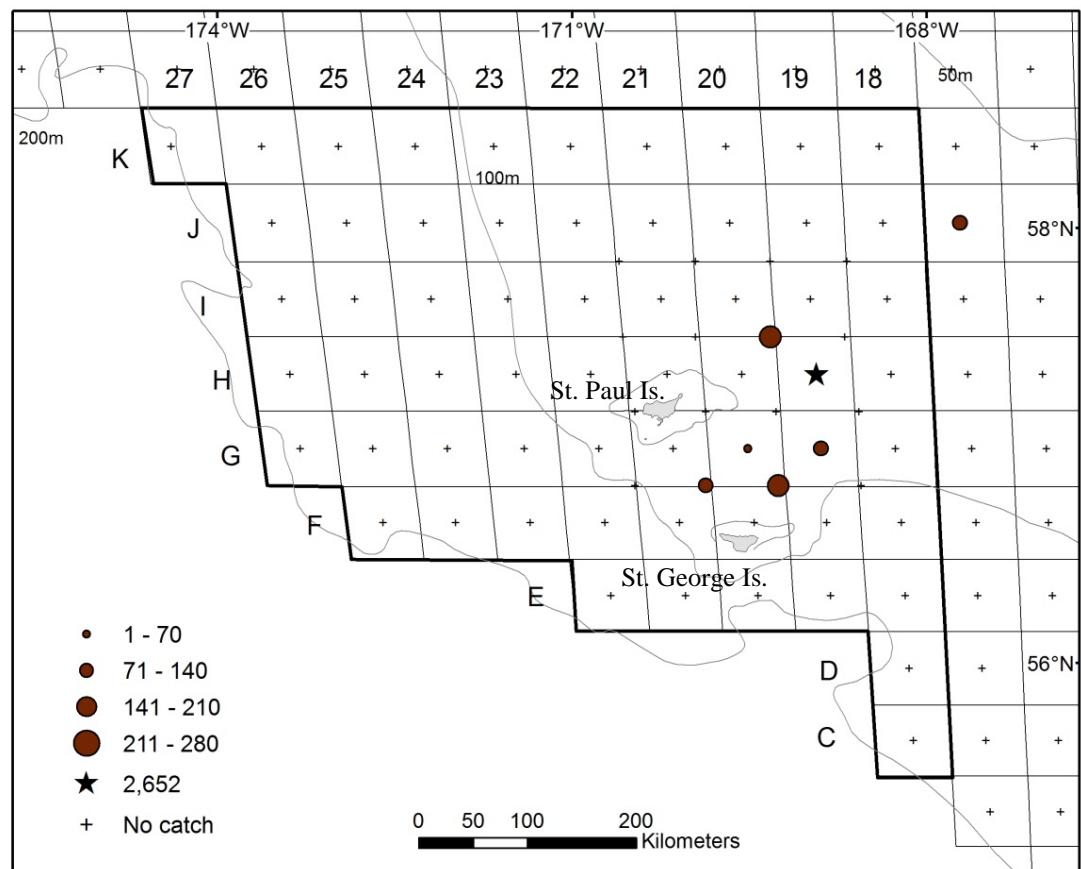 174°W 171°W 168°W
27 26 25 24 23 22 21 20 19 18 50m
200m
K
100m
J
58°N
I
H
St. Paul Is.
G
F
St. George Is.
E
1 - 70
56°N
71 - 140
D
141 - 210
C
211 - 280
2,652
No catch
0 50 100 200
Kilometers